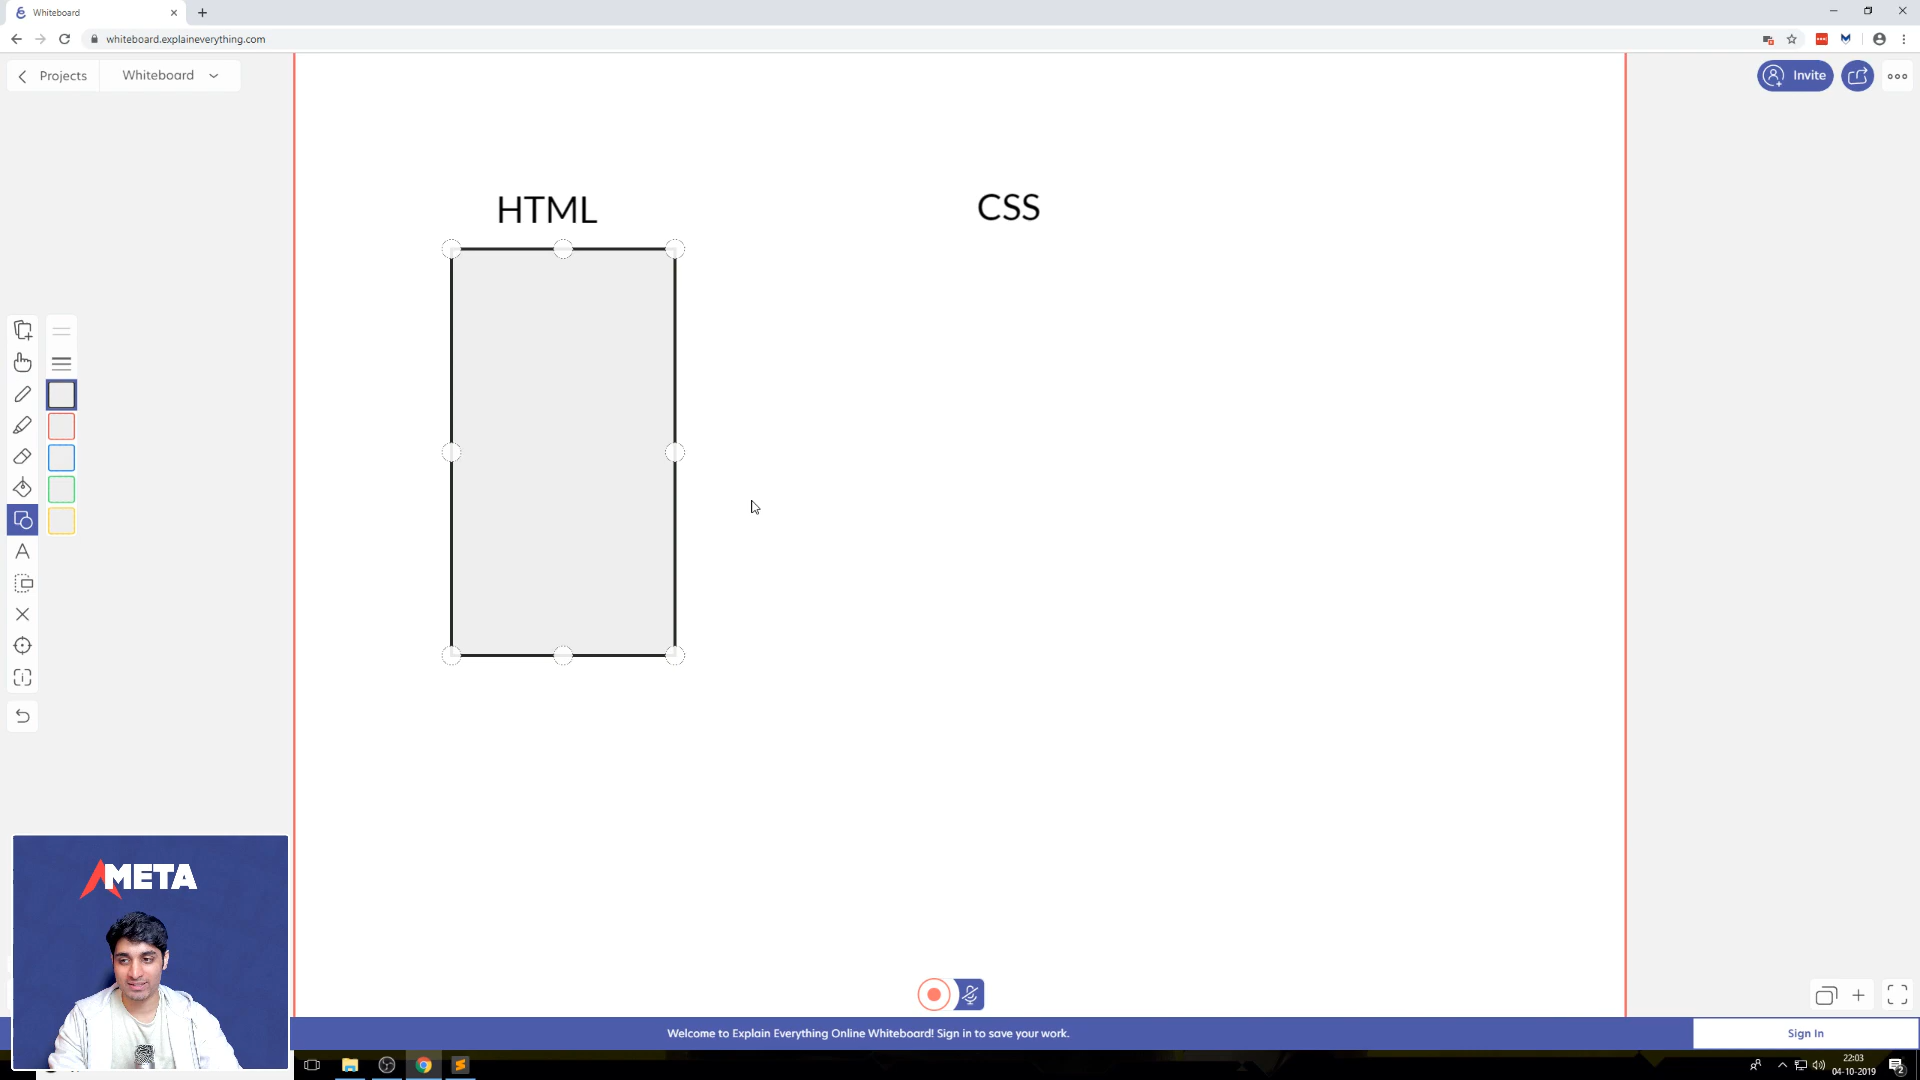 Whiteboard
whiteboard.explaineverything.com
Projects
Whiteboard
Invite
HTML
CSS
META
Welcome to Explain Everything Online Whiteboard! Sign in to save your work.
Sign In
22:03
04-10-2019
2